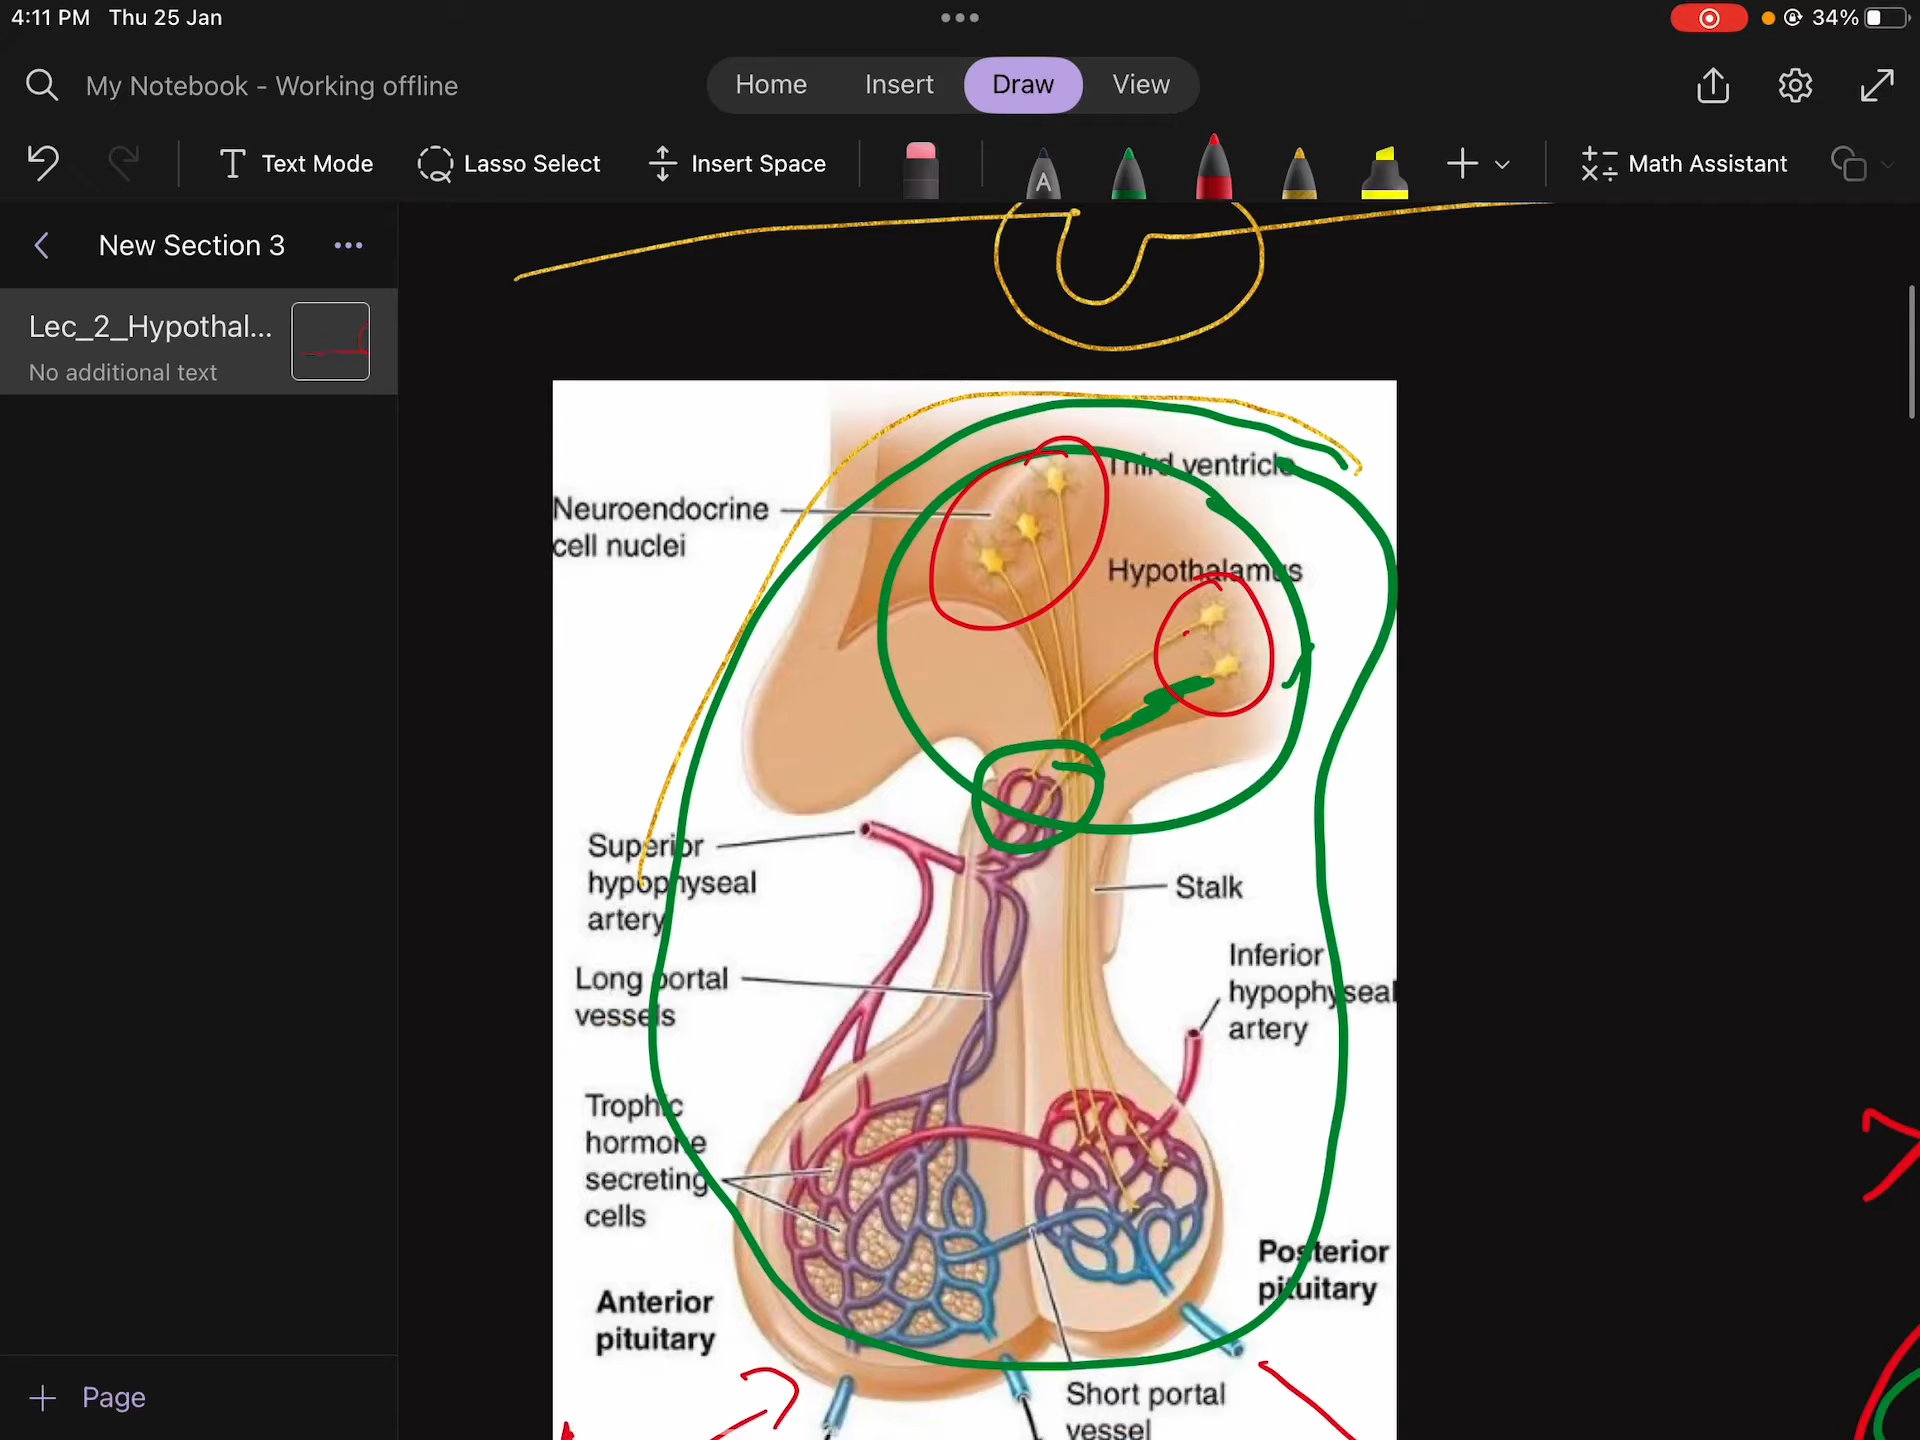 4:11 PM Thu 25 Jan
34%
My Notebook - Working offline
Home Insert Draw View
Text Mode Lasso Select Insert Space A Math Assistant
New Section 3
Lec_2_Hypothal...
No additional text
Page
Third ventricle
Neuroendocrine
cell nuclei
Hypothalamus
Superior
hypophyseal
artery
Stalk
Inferior
hypophyseal
artery
Long portal
vessels
Trophic
hormone
secreting
cells
Posterior
pituitary
Anterior
pituitary
Short portal
vessel